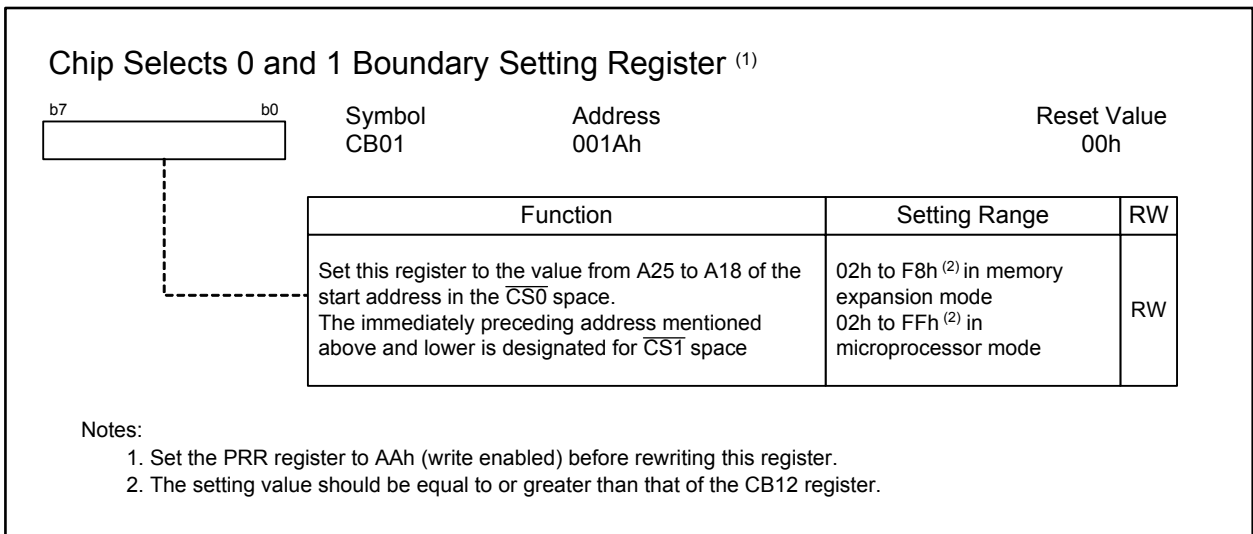 Chip Selects 0 and 1 Boundary Setting Register (1)
b7 b0 Symbol Address Reset Value
CB01 001Ah 00h
Function Setting Range RW
Set this register to the value from A25 to A18 of the
start address in the CS0 space.
The immediately preceding address mentioned
above and lower is designated for CS1 space
02h to F8h (2) in memory
expansion mode
02h to FFh (2) in
microprocessor mode
RW
Notes:
1. Set the PRR register to AAh (write enabled) before rewriting this register.
2. The setting value should be equal to or greater than that of the CB12 register.